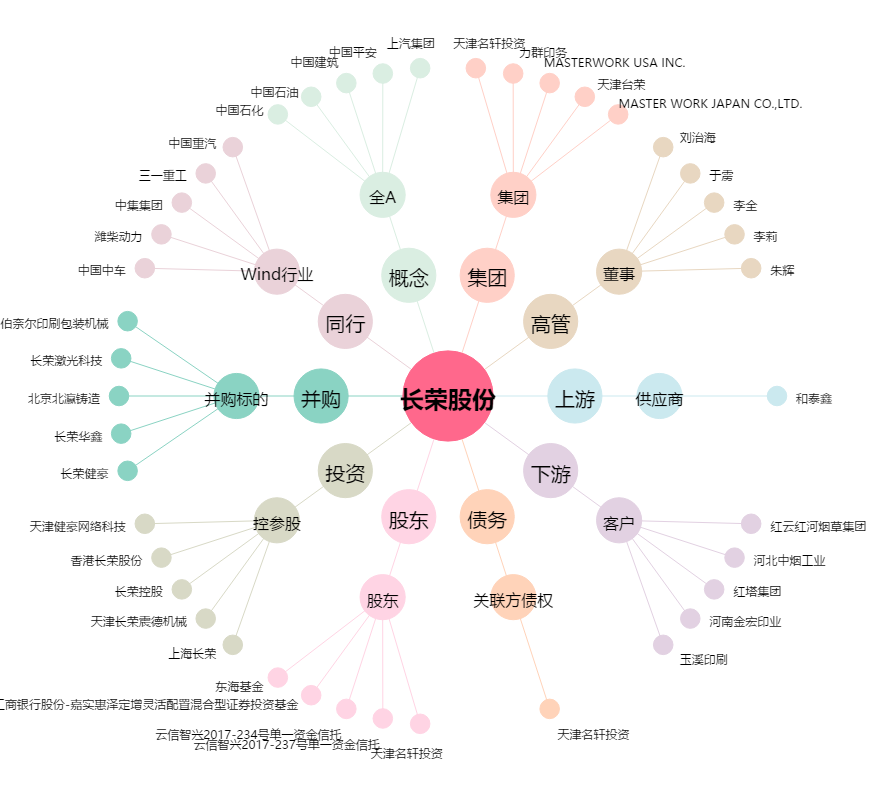 上汽集团
中国平安
中国建筑
中国石油
中国石化
全A
概念
天津名轩投资
力群印务
MASTERWORK USA INC.
天津台荣
MASTER WORK JAPAN CO.,LTD.
集团
集团
中国重汽
三一重工
中集集团
潍柴动力
中国中车
Wind行业
同行
刘治海
于雳
李全
李莉
朱辉
董事
高管
伯奈尔印刷包装机械
长荣激光科技
北京北瀛铸造
长荣华鑫
长荣健豪
并购标的
并购
长荣股份
上游
供应商
和泰鑫
投资
控参股
天津健豪网络科技
香港长荣股份
长荣控股
天津长荣震德机械
上海长荣
下游
客户
红云红河烟草集团
河北中烟工业
红塔集团
河南金宏印业
玉溪印刷
股东
股东
东海基金
工商银行股份-嘉实惠泽定增灵活配置混合型证券投资基金
云信智兴2017-234号单一资金信托
云信智兴2017-237号单一资金信托
天津名轩投资
债务
关联方债权
天津名轩投资